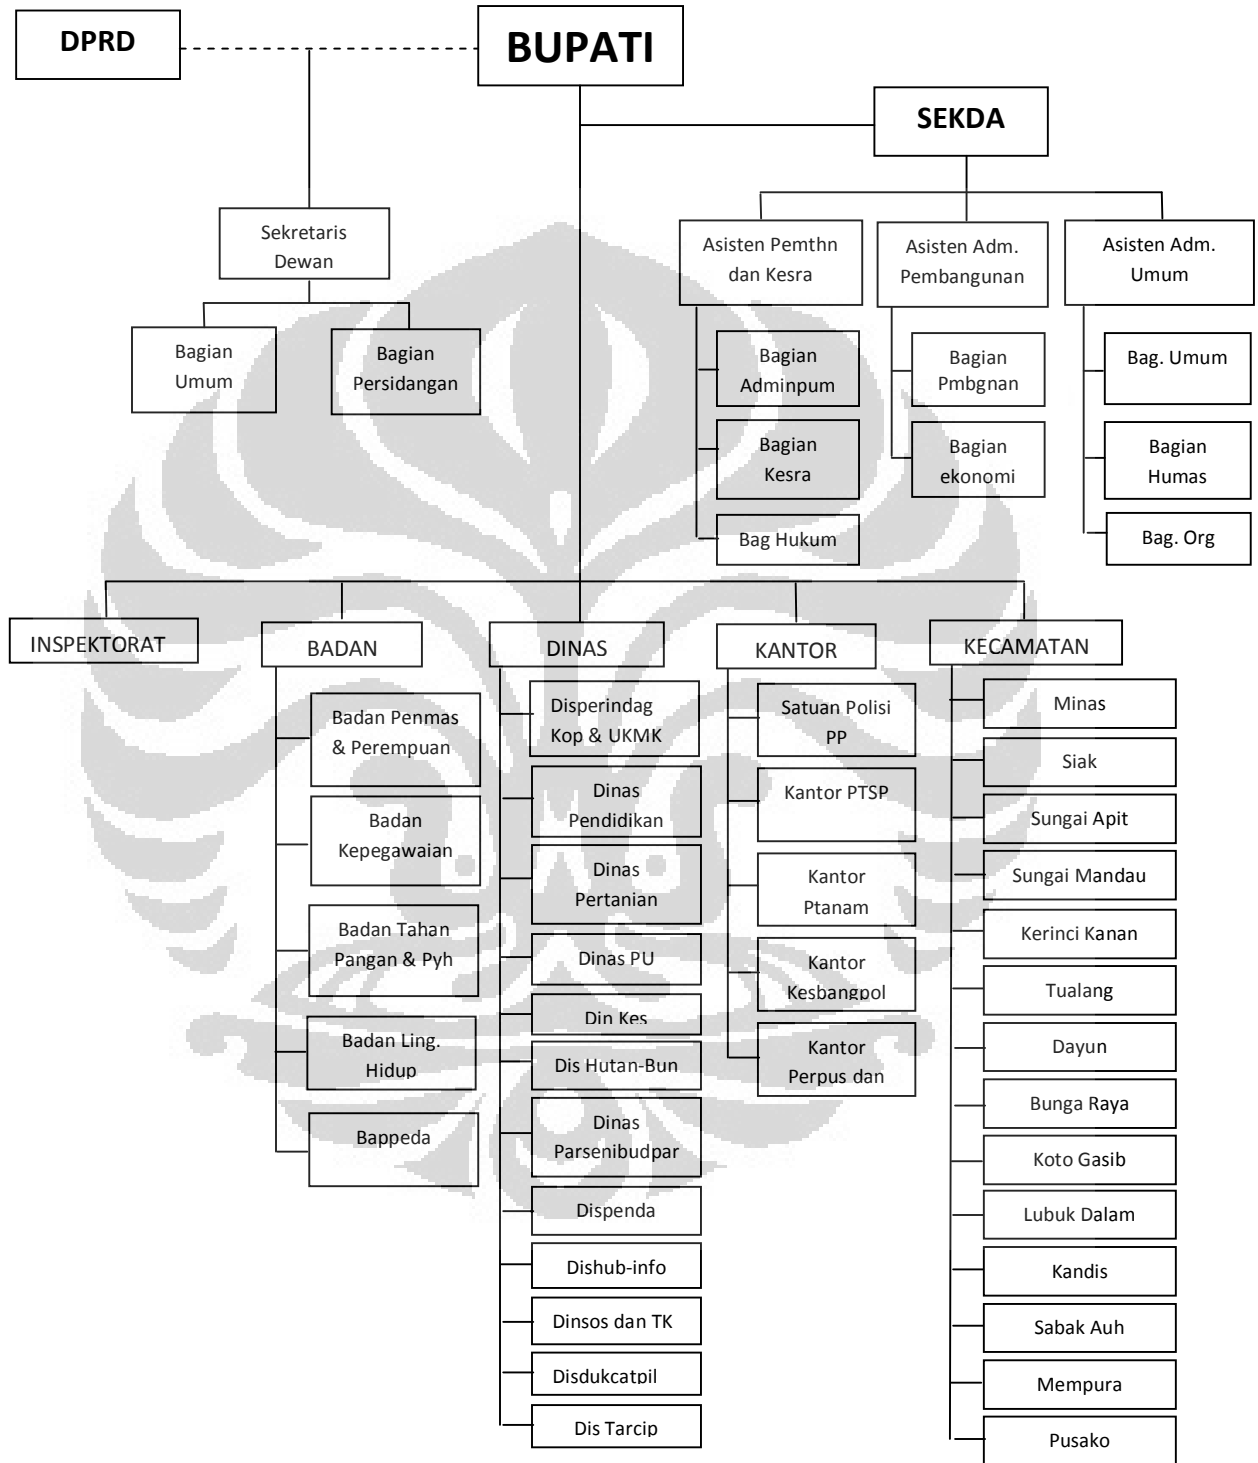 DPRD
BUPATI
SEKDA
Sekretaris
Dewan
Bagian
Umum
Bagian
Persidangan
Asisten Pemthn
dan Kesra
Asisten Adm.
Pembangunan
Asisten Adm.
Umum
Bagian
Adminpum
Bagian
Kesra
Bag Hukum
Bagian
Pmbgnan
Bagian
ekonomi
Bag. Umum
Bagian
Humas
Bag. Org
INSPEKTORAT
BADAN
DINAS
KANTOR
KECAMATAN
Badan Penmas
& Perempuan
Badan
Kepegawaian
Badan Tahan
Pangan & Pyh
Badan Ling.
Hidup
Bappeda
Disperindag
Kop & UKMK
Dinas
Pendidikan
Dinas
Pertanian
Dinas PU
Din Kes
Dis Hutan-Bun
Dinas
Parsenibudpar
Dispenda
Dishub-info
Dinsos dan TK
Disdukcatpil
Dis Tarcip
Satuan Polisi
PP
Kantor PTSP
Kantor
Ptanam
Kantor
Kesbangpol
Kantor
Perpus dan
Minas
Siak
Sungai Apit
Sungai Mandau
Kerinci Kanan
Tualang
Dayun
Bunga Raya
Koto Gasib
Lubuk Dalam
Kandis
Sabak Auh
Mempura
Pusako